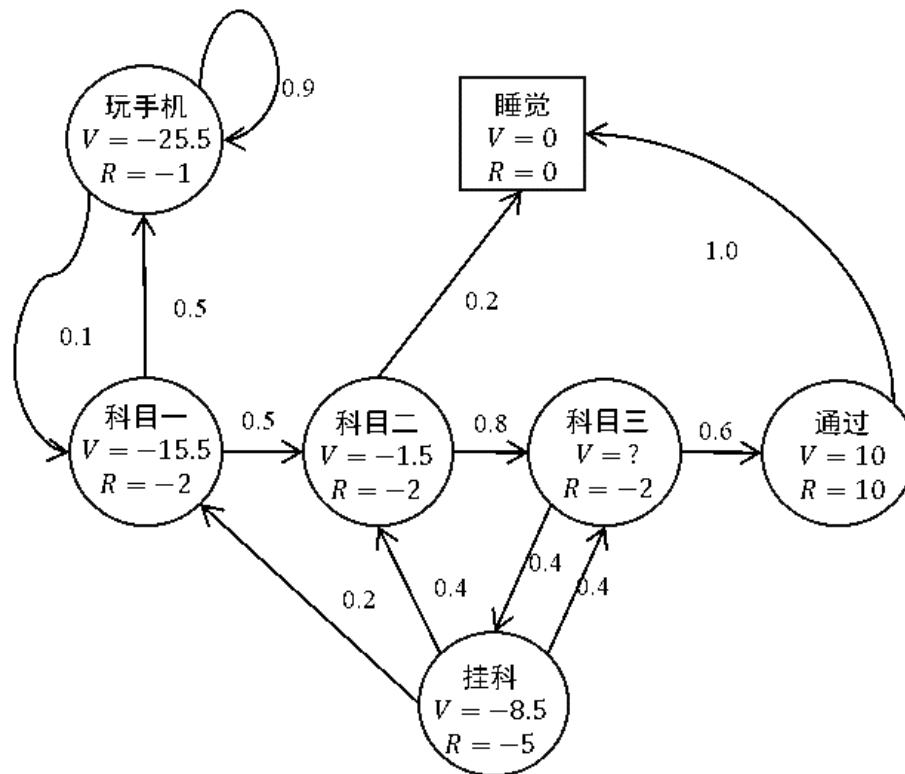 玩手机
V = −25.5
R = −1
0.9
睡觉
V = 0
R = 0
1.0
0.2
0.1
0.5
科目一
V = −15.5
R = −2
0.5
科目二
V = −1.5
R = −2
0.8
科目三
V = ?
R = −2
0.6
通过
V = 10
R = 10
0.2
0.4
0.4
0.4
挂科
V = −8.5
R = −5